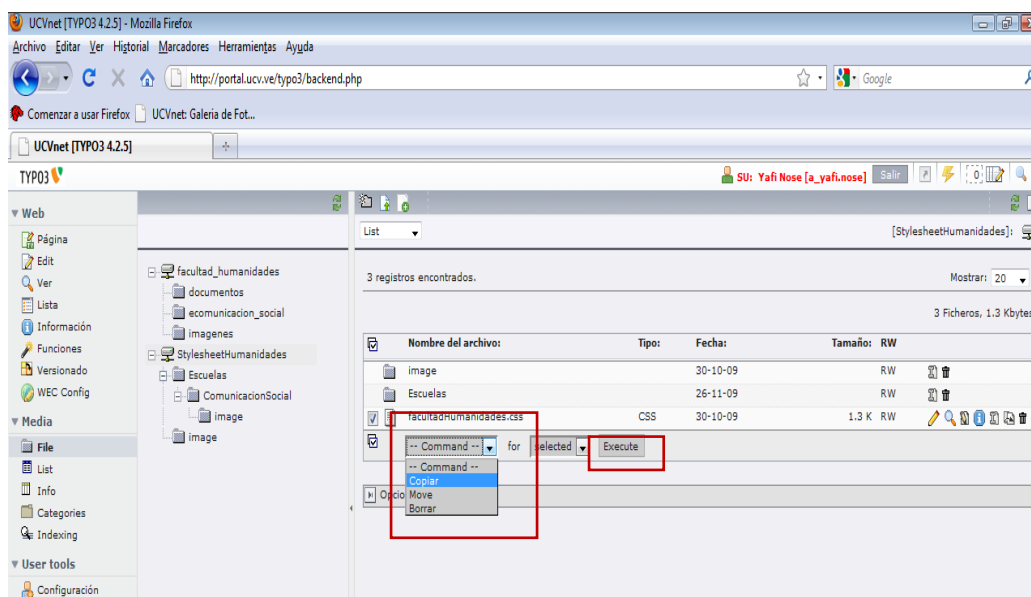 UCVnet [TYPO3 4.2.5] - Mozilla Firefox
Archivo Editar Ver Historial Marcadores Herramientas Ayuda
http://portal.ucv.ve/typo3/backend.php
Google
Comenzar a usar Firefox UCVnet: Galeria de Fot...
UCVnet [TYPO3 4.2.5]
TYPO3
SU: Yafi Nose [a_yafi.nose] Salir 0
Web
Página
Edit
Ver
Lista
Información
Funciones
Versionado
WEC Config
Media
File
List
Info
Categories
Indexing
User tools
Configuración
facultad_humanidades
documentos
ecomunicacion_social
imagenes
StylesheetHumanidades
Escuelas
ComunicacionSocial
image
image
List
[StylesheetHumanidades]:
3 registros encontrados.
Mostrar: 20
3 Ficheros, 1.3 Kbytes
Nombre del archivo: Tipo: Fecha: Tamaño: RW
image 30-10-09 RW
Escuelas 26-11-09 RW
facultadHumanidades.css CSS 30-10-09 1.3 K RW
-- Command -- for selected Execute
-- Command --
Copiar
Move
Borrar
Opcio